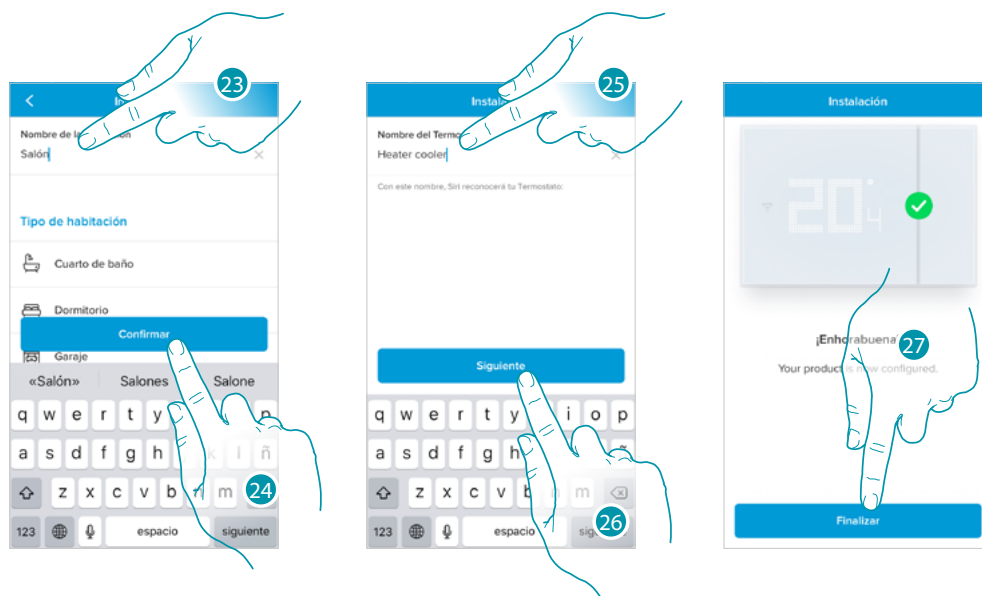 23
Nombre de la
Salón
Tipo de habitación
Cuarto de baño
Dormitorio
Confirmar
Garaje
«Salón» Salones Salone
q w e r t y p
a s d f g h k l ñ
z x c v b n m
24
123 espacio siguiente
25
Nombre del
Heater cooler
Con este nombre, Siri reconocerá tu Termostato:
Siguiente
q w e r t y i o p
a s d f g h ñ
z x c v b n m
26
123 espacio
Instalación
20.4
¡Enhorabuena!
27
Your product is now configured.
Finalizar